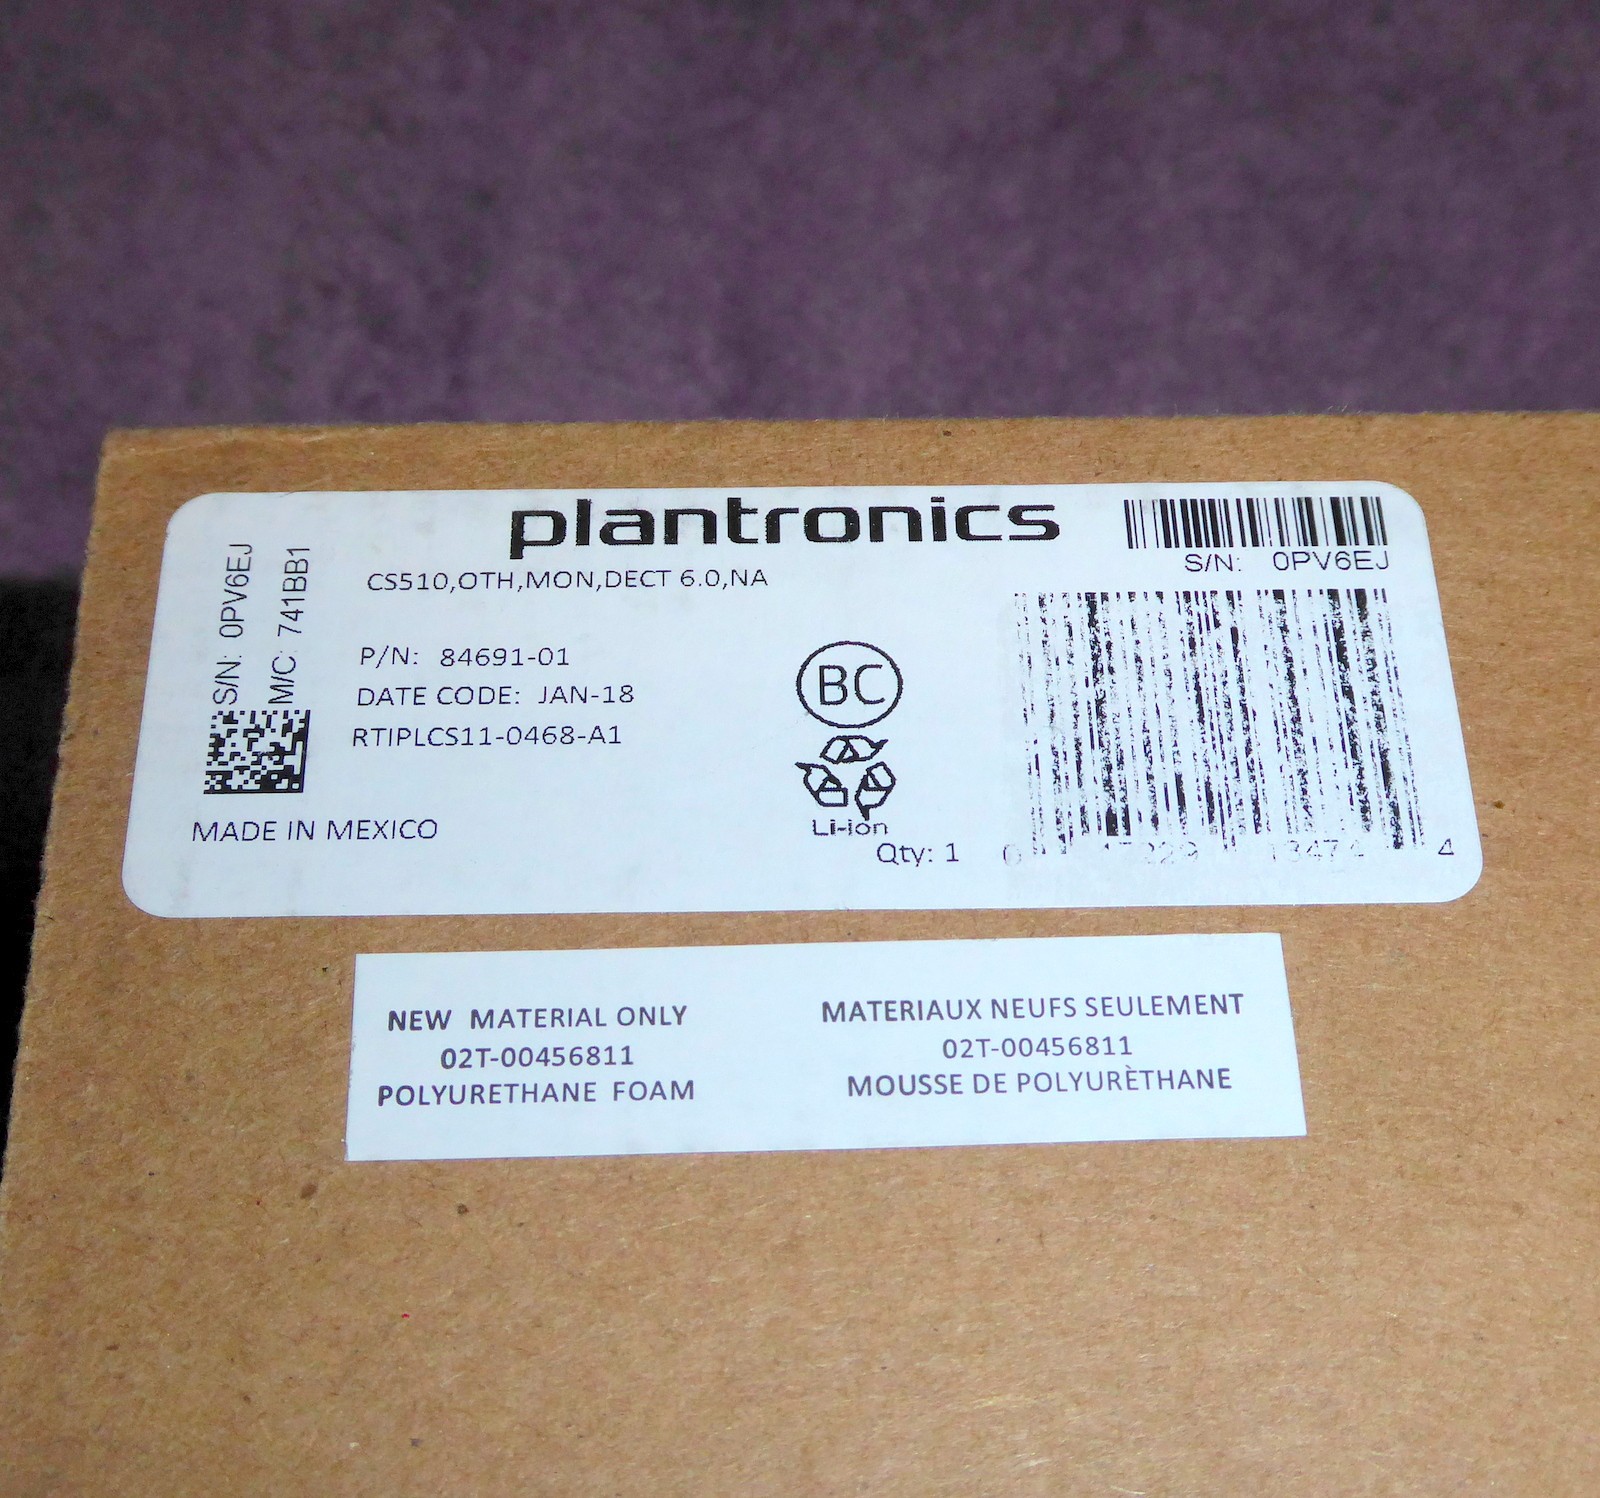 plantronics
S/N: 0PV6EJ
CS510,OTH,MON,DECT 6.0,NA
S/N: 0PV6EJ
M/C: 741BB1
P/N: 84691-01
DATE CODE: JAN-18
RTIPLCS11-0468-A1
BC
Li-ion
MADE IN MEXICO
Qty: 1
0 4
NEW MATERIAL ONLY
02T-00456811
POLYURETHANE FOAM
MATERIAUX NEUFS SEULEMENT
02T-00456811
MOUSSE DE POLYURÈTHANE